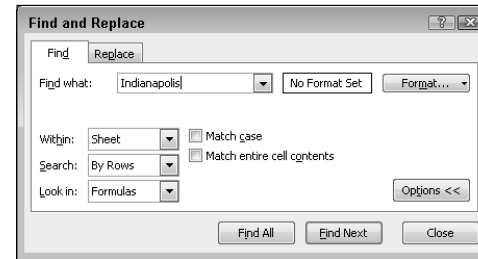 Find and Replace
Find Replace
Find what: Indianapolis No Format Set Format...
Within: Sheet Match case
Match entire cell contents
Search: By Rows
Look in: Formulas
Options <<
Find All Find Next Close